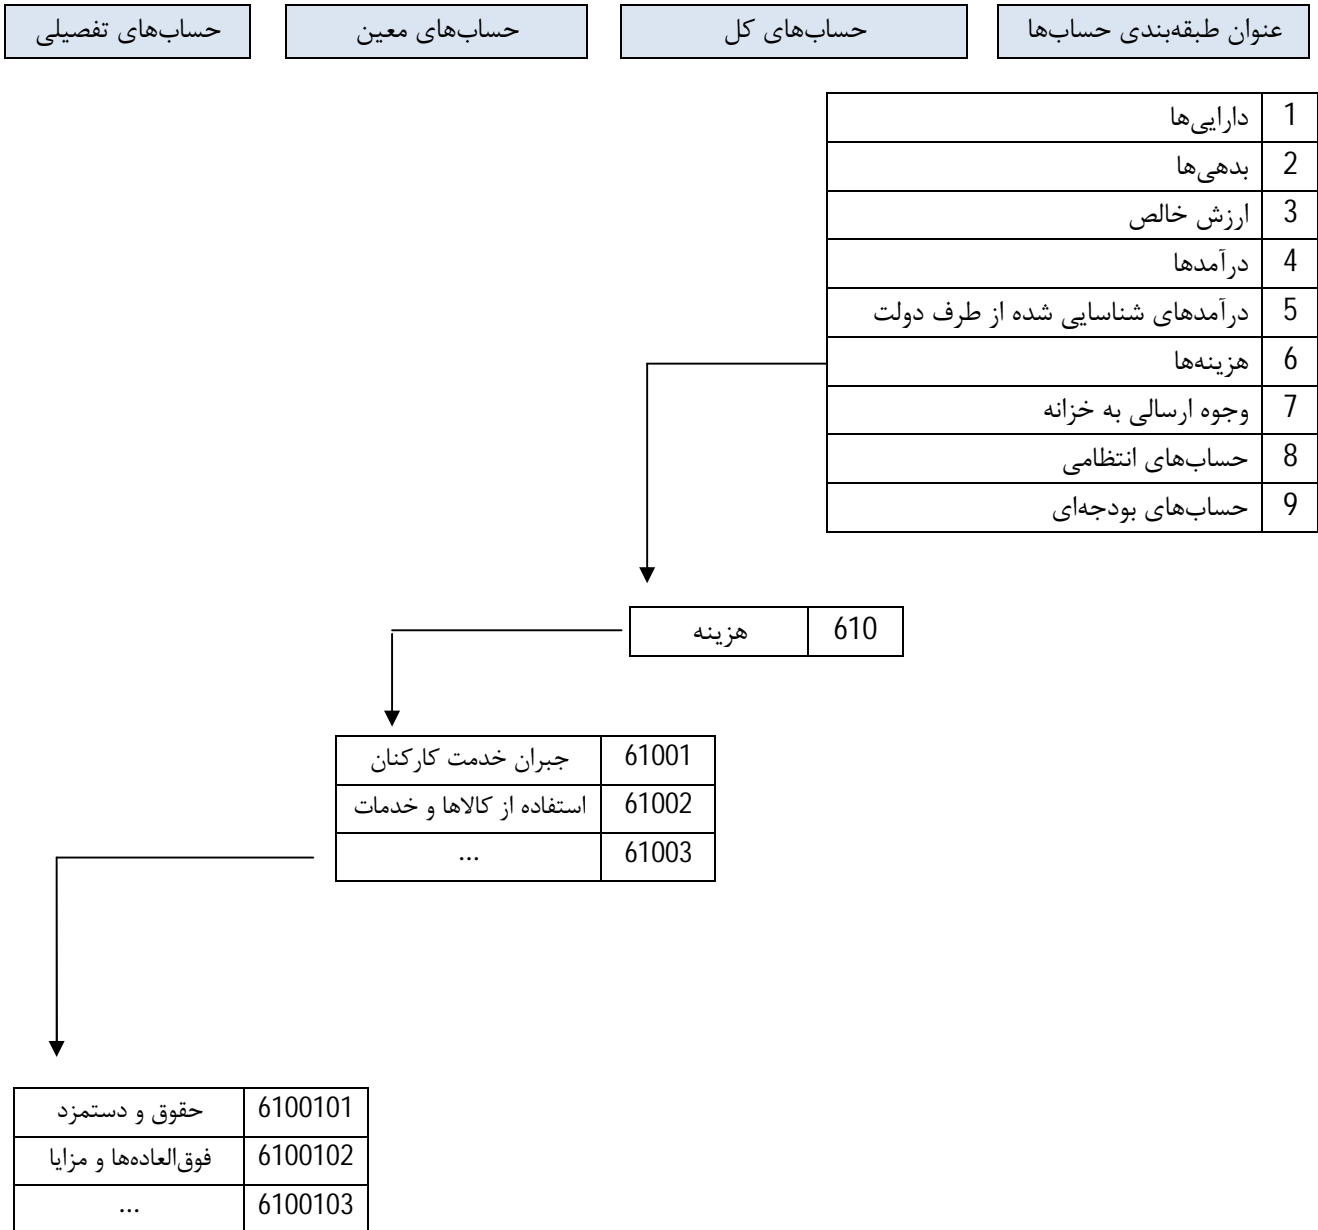 عنوان طبقه‌بندی حساب‌ها
حساب‌های کل
حساب‌های معین
حساب‌های تفصیلی
1 دارایی‌ها
2 بدهی‌ها
3 ارزش خالص
4 درآمدها
5 درآمدهای شناسایی شده از طرف دولت
6 هزینه‌ها
7 وجوه ارسالی به خزانه
8 حساب‌های انتظامی
9 حساب‌های بودجه‌ای
610 هزینه
61001 جبران خدمت کارکنان
61002 استفاده از کالاها و خدمات
61003 ...
6100101 حقوق و دستمزد
6100102 فوق‌العاده‌ها و مزایا
6100103 ...